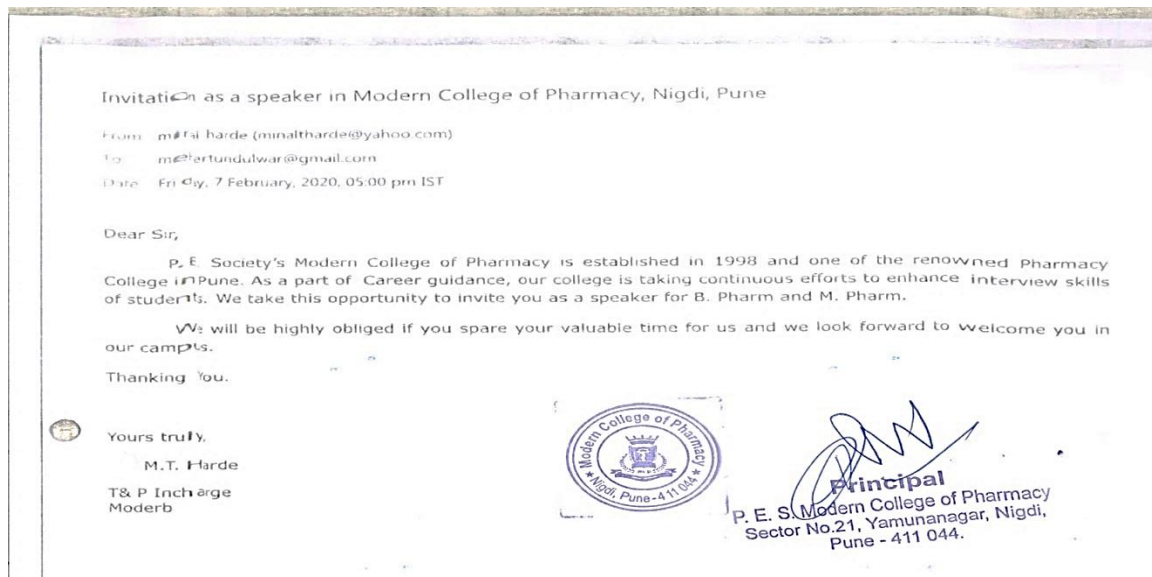 Invitation as a speaker in Modern College of Pharmacy, Nigdi, Pune
From harde (minaltharde@yahoo.com)
To
Date Friday, 7 February, 2020, 05:00 pm IST
Dear Sir,
P. E. Society's Modern College of Pharmacy is established in 1998 and one of the renowned Pharmacy
College in Pune. As a part of Career guidance, our college is taking continuous efforts to enhance interview skills
of students. We take this opportunity to invite you as a speaker for B. Pharm and M. Pharm.
We will be highly obliged if you spare your valuable time for us and we look forward to welcome you in
our campus.
Thanking You.
Yours truly,
M.T. Harde
T& P Incharge
Moderb
Modern College of Pharmacy
Nigdi, Pune-411 044
Principal
P. E. S. Modern College of Pharmacy
Sector No.21, Yamunanagar, Nigdi,
Pune - 411 044.